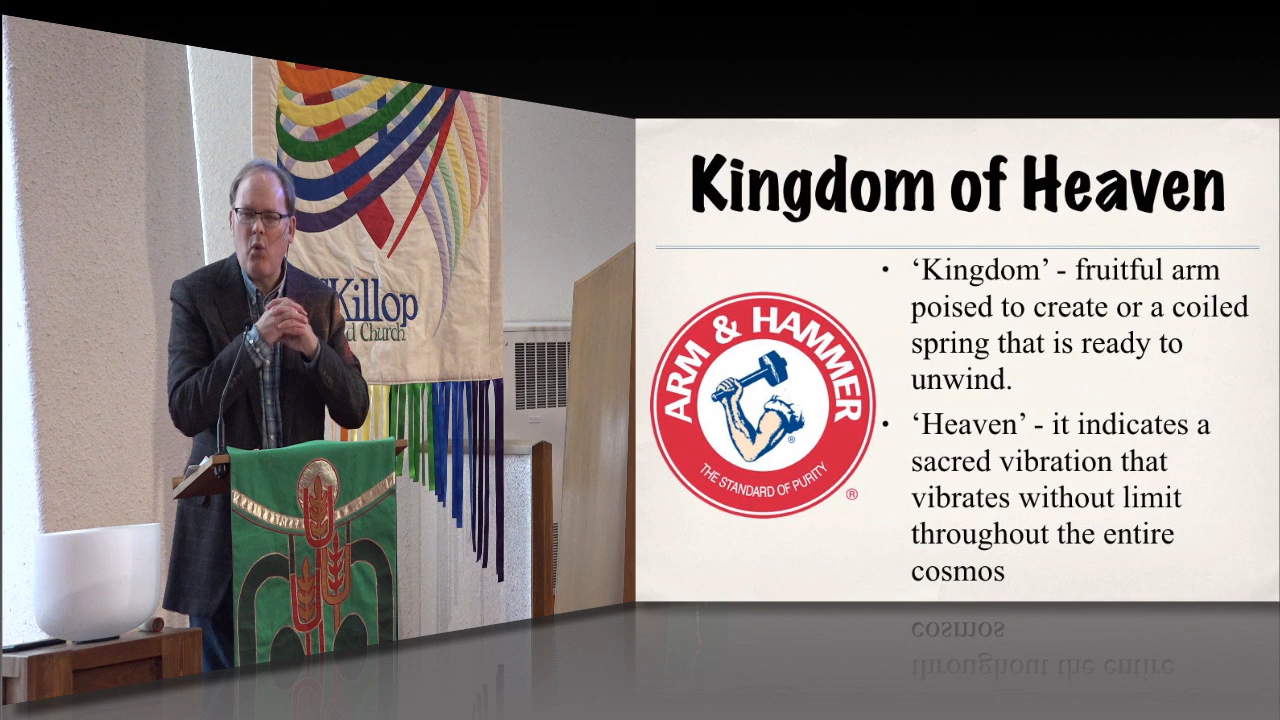 Killop
d Church
Kingdom of Heaven
ARM & HAMMER
THE STANDARD OF PURITY
®
®
• ‘Kingdom’ - fruitful arm
poised to create or a coiled
spring that is ready to
unwind.
• ‘Heaven’ - it indicates a
sacred vibration that
vibrates without limit
throughout the entire
cosmos